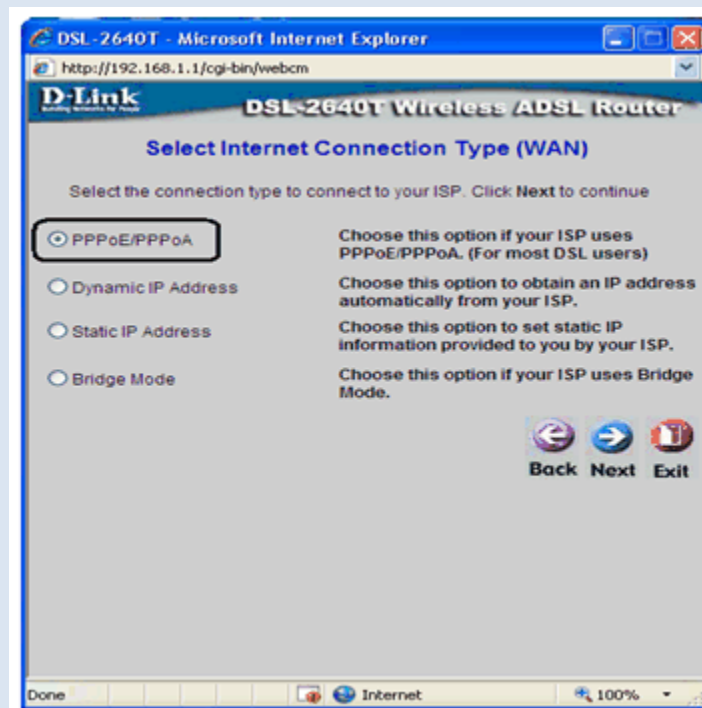 DSL-2640T - Microsoft Internet Explorer
http://192.168.1.1/cgi-bin/webcm
D-Link
Building Networks for People
DSL-2640T Wireless ADSL Router
Select Internet Connection Type (WAN)
Select the connection type to connect to your ISP. Click Next to continue
PPPoE/PPPoA
Choose this option if your ISP uses
PPPoE/PPPoA. (For most DSL users)
Dynamic IP Address
Choose this option to obtain an IP address
automatically from your ISP.
Static IP Address
Choose this option to set static IP
information provided to you by your ISP.
Bridge Mode
Choose this option if your ISP uses Bridge
Mode.
Back Next Exit
Done
Internet
100%